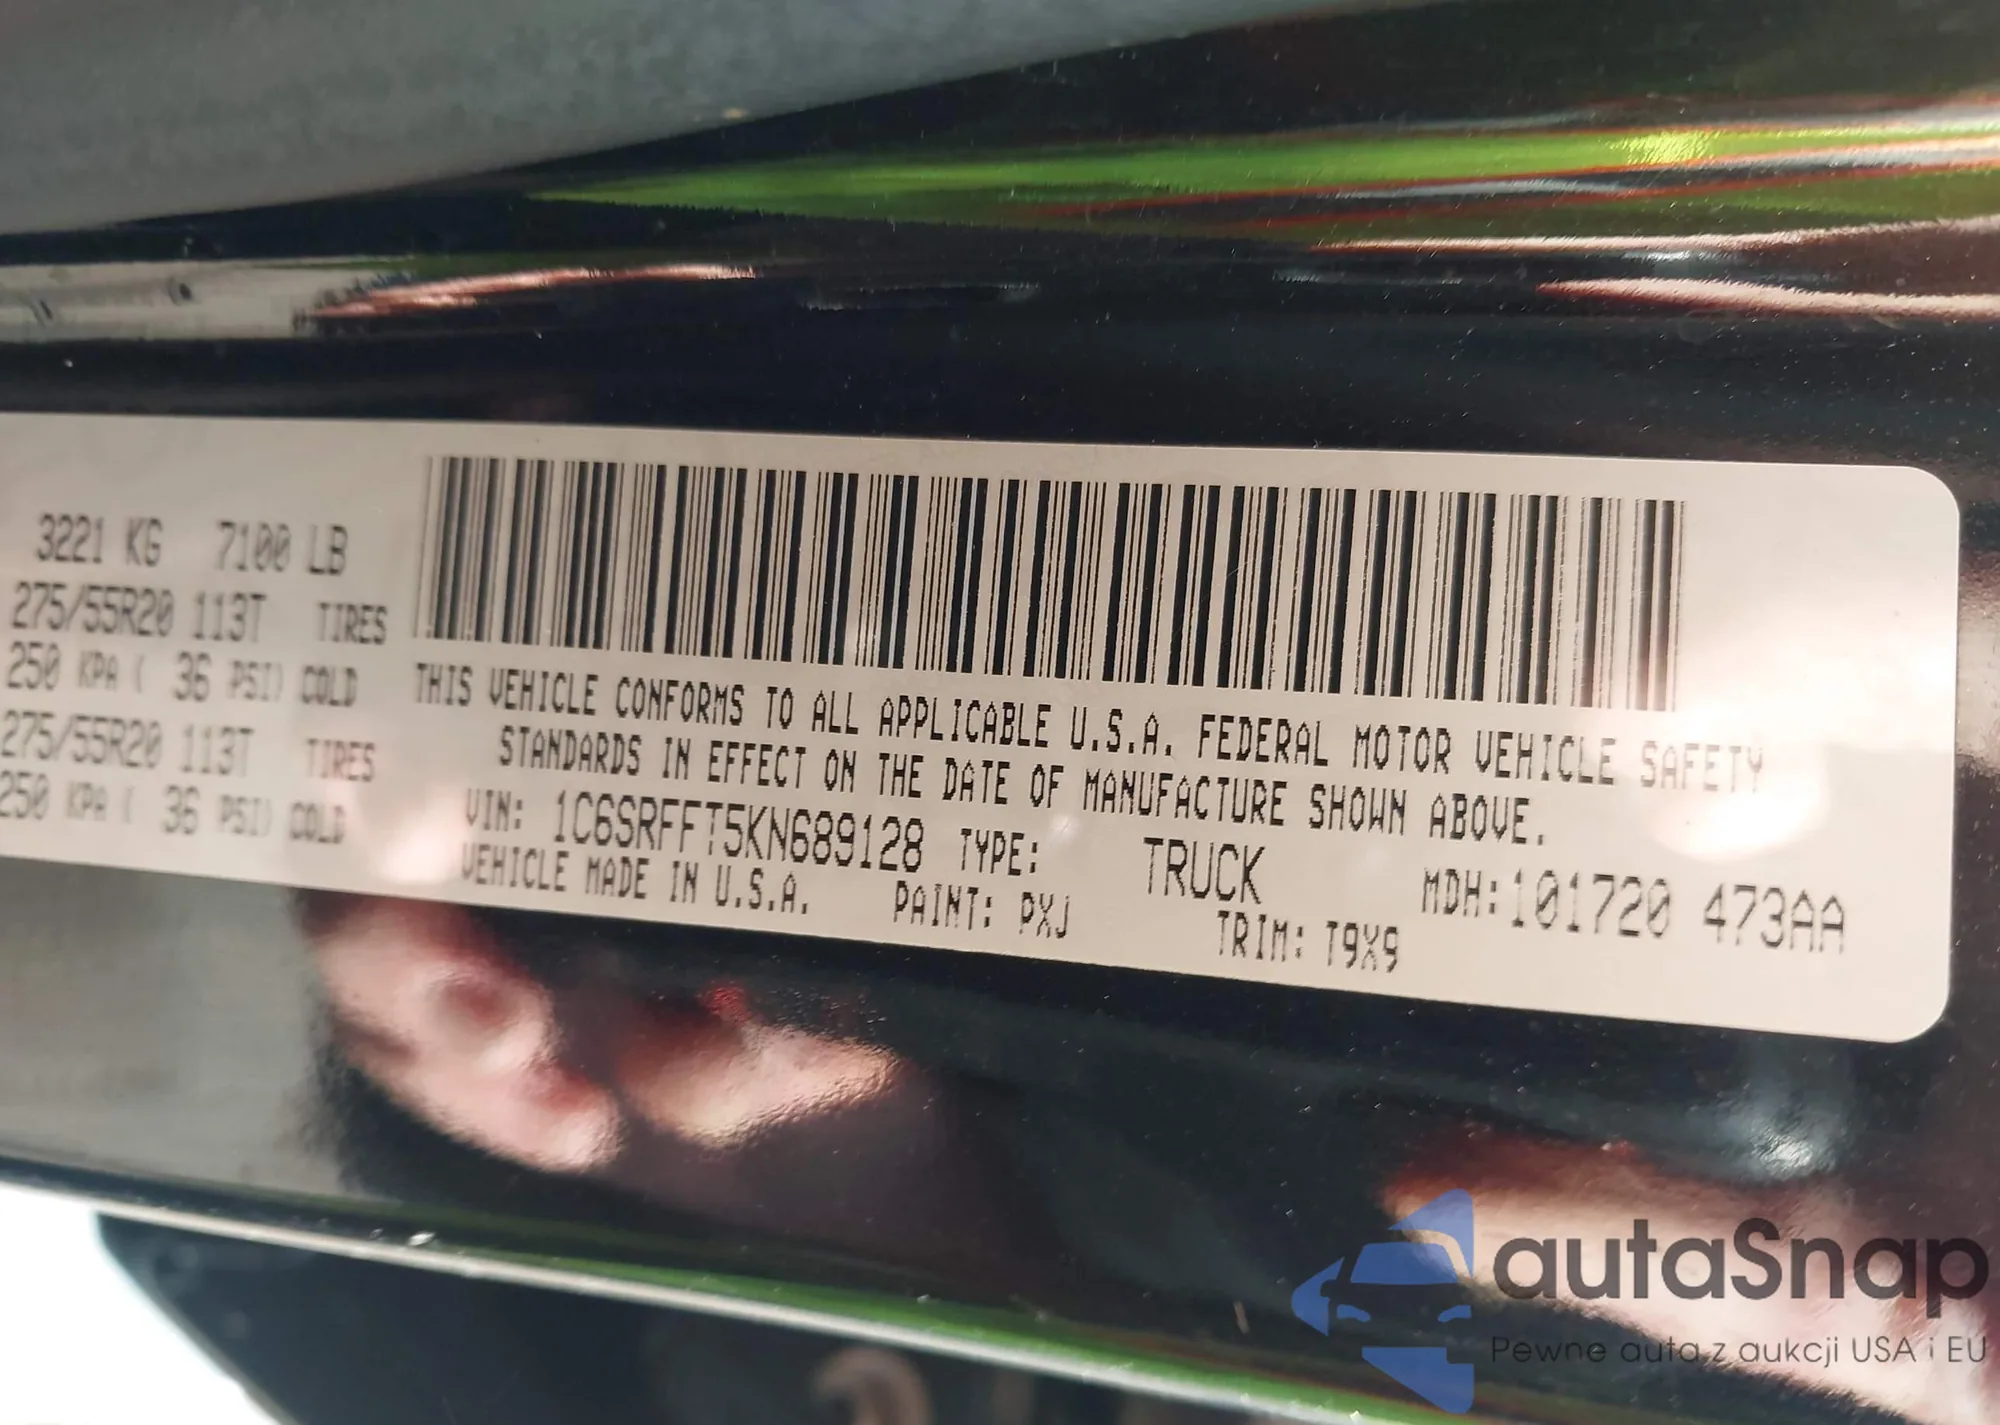 3221 KG 7100 LB
275/55R20 113T TIRES
250 KPA ( 36 PSI) COLD
275/55R20 113T TIRES
250 KPA ( 36 PSI) COLD
THIS VEHICLE CONFORMS TO ALL APPLICABLE U.S.A. FEDERAL MOTOR VEHICLE SAFETY
STANDARDS IN EFFECT ON THE DATE OF MANUFACTURE SHOWN ABOVE.
VIN: 1C6SRFFT5KN689128 TYPE: TRUCK MDH:101720 473AA
VEHICLE MADE IN U.S.A. PAINT: PXJ TRIM: T9X9
autaSnap
Pewne auta z aukcji USA i EU